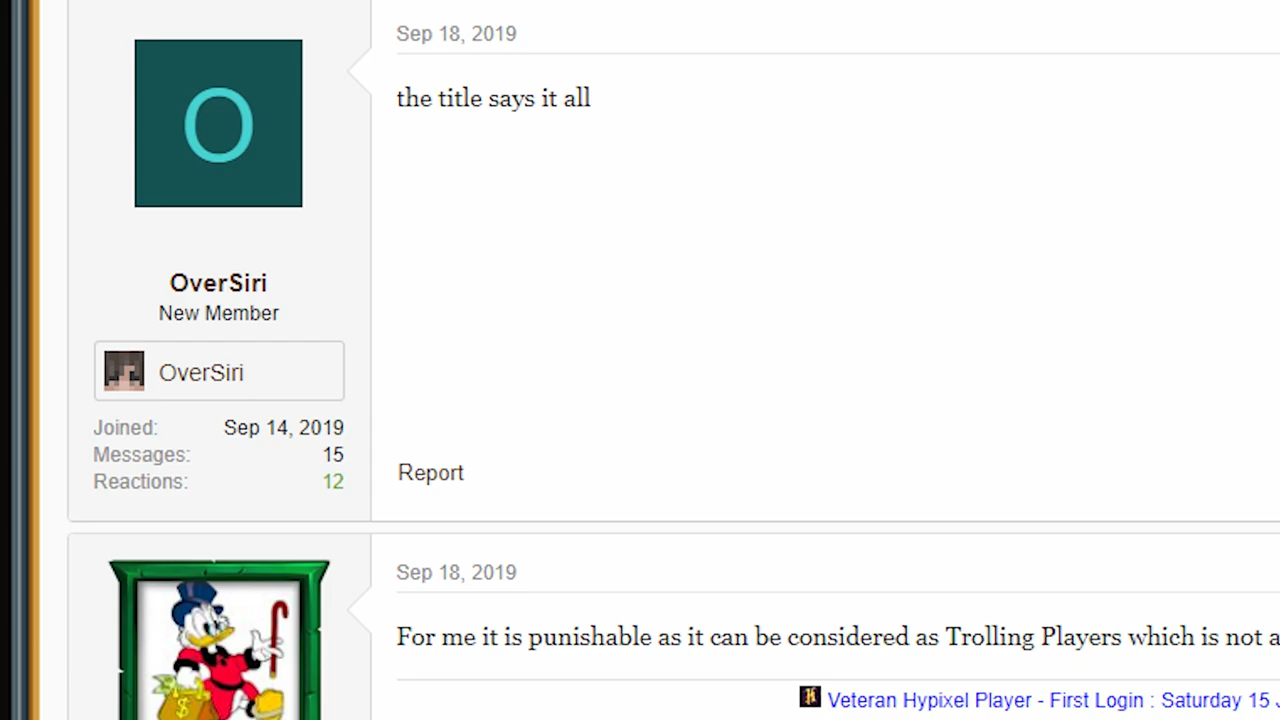 Sep 18, 2019
O
the title says it all
OverSiri
New Member
OverSiri
Joined: Sep 14, 2019
Messages: 15
Reactions: 12
Report
Sep 18, 2019
For me it is punishable as it can be considered as Trolling Players which is not a
Veteran Hypixel Player - First Login : Saturday 15